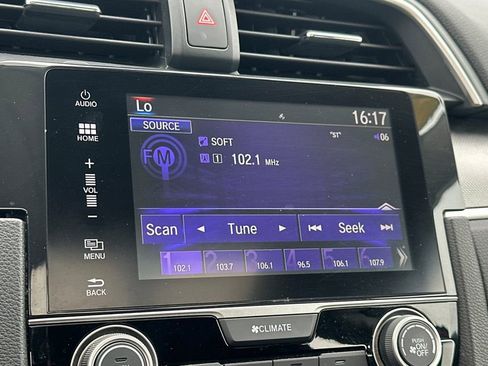 AUDIO
HOME
+
VOL
−
MENU
BACK
Lo
16:17
SOURCE
SOFT
"ST"
06
FM
1 102.1 MHz
Scan ◄ Tune ► |◄◄ Seek ►►|
1 2 3 4 5 6
102.1 103.7 106.1 96.5 106.1 107.9
CLIMATE
PUSH
ON/
OFF